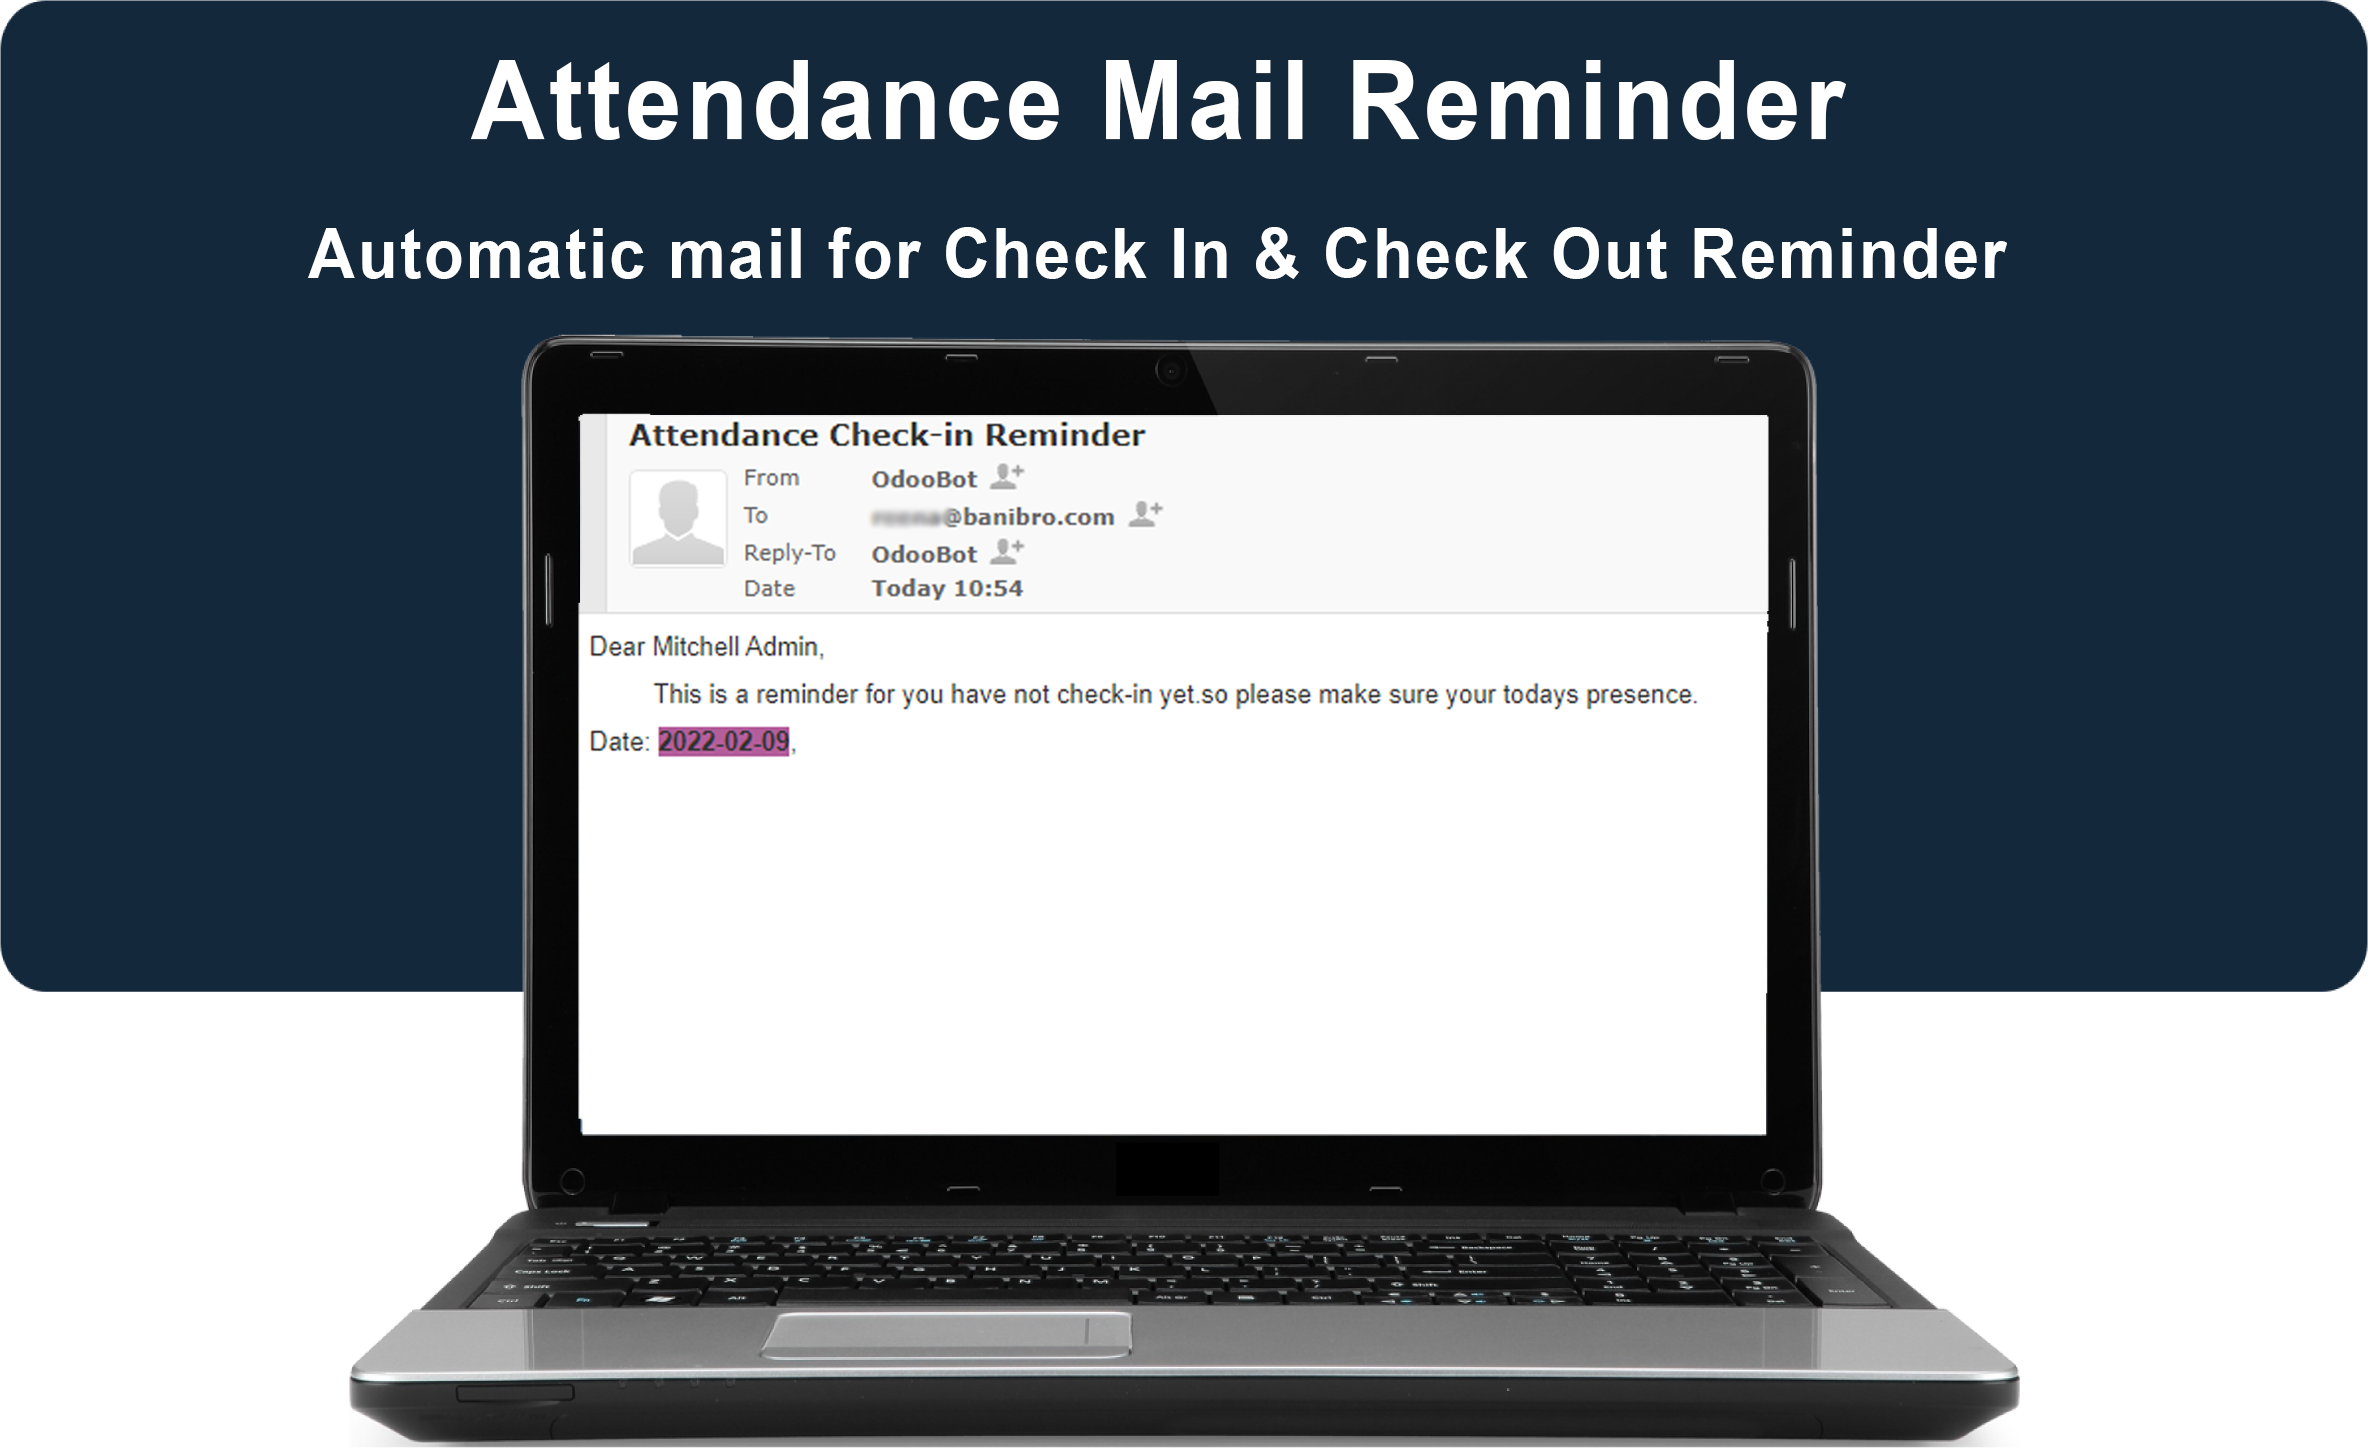 Attendance Mail Reminder
Automatic mail for Check In & Check Out Reminder
Attendance Check-in Reminder
From OdooBot
To @banibro.com
Reply-To OdooBot
Date Today 10:54
Dear Mitchell Admin,
This is a reminder for you have not check-in yet.so please make sure your todays presence.
Date: 2022-02-09,